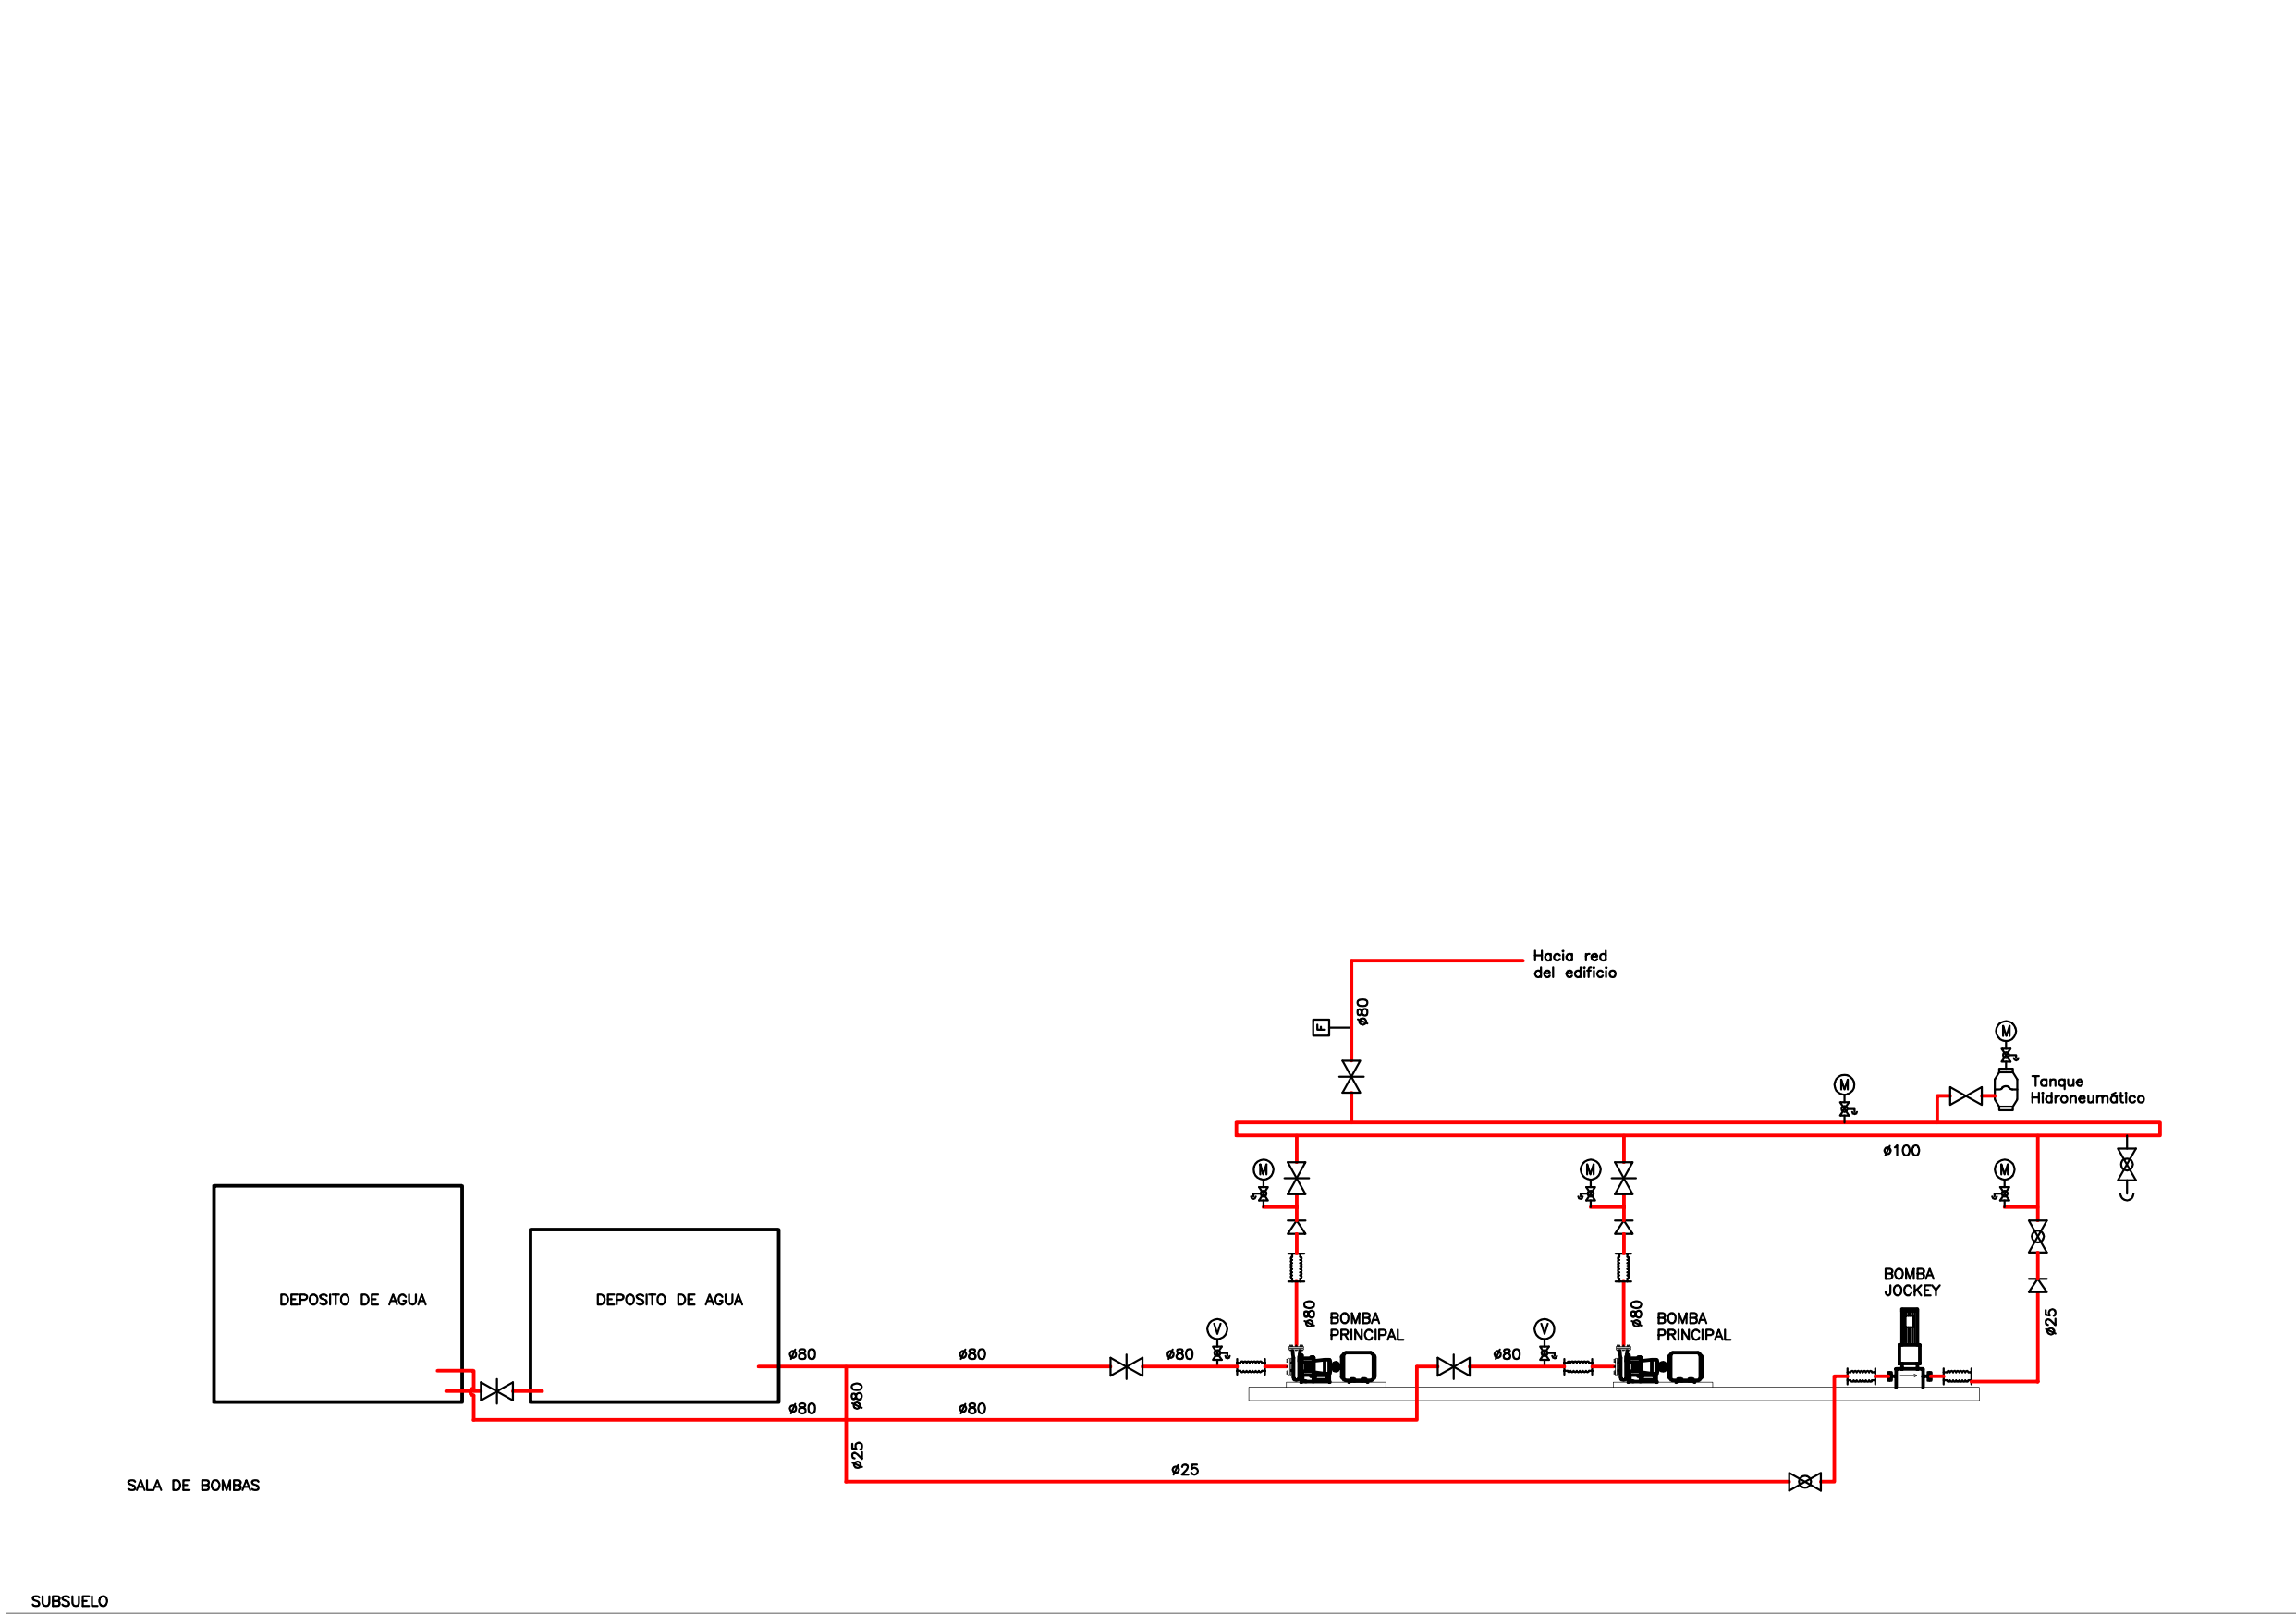 Hacia red
del edificio
ø80
F
M
M
Tanque
Hidroneumático
ø100
M
M
M
DEPOSITO DE AGUA
DEPOSITO DE AGUA
BOMBA
JOCKEY
ø80
BOMBA
PRINCIPAL
ø80
BOMBA
PRINCIPAL
ø25
V
V
ø80
ø80
ø80
ø80
ø80
ø80
ø80
ø25
ø25
SALA DE BOMBAS
SUBSUELO